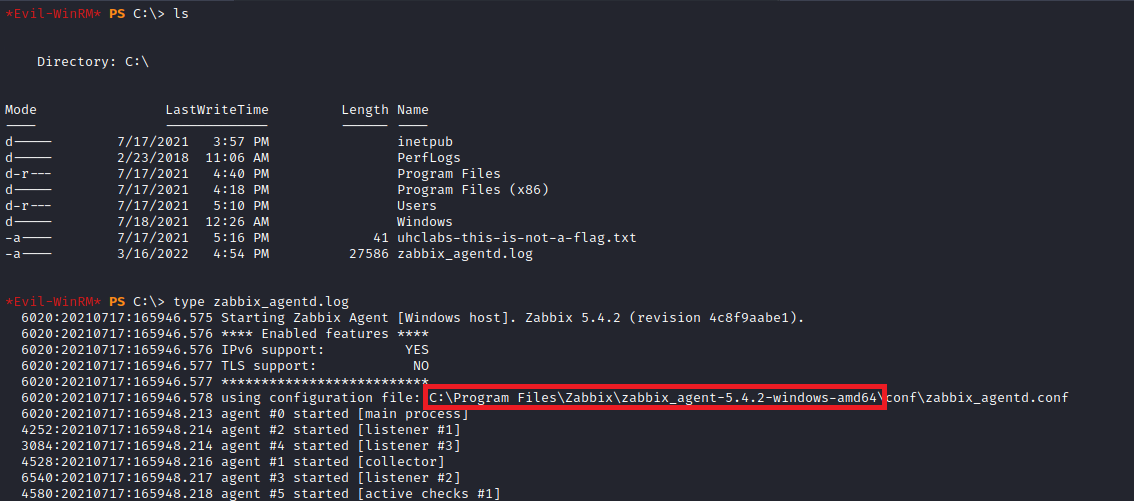 *Evil-WinRM* PS C:\> ls
Directory: C:\
Mode                LastWriteTime         Length Name
----                -------------         ------ ----
d-----        7/17/2021   3:57 PM                inetpub
d-----        2/23/2018  11:06 AM                PerfLogs
d-r---        7/17/2021   4:40 PM                Program Files
d-----        7/17/2021   4:18 PM                Program Files (x86)
d-r---        7/17/2021   5:10 PM                Users
d-----        7/18/2021  12:26 AM                Windows
-a----        7/17/2021   5:16 PM             41 uhclabs-this-is-not-a-flag.txt
-a----        3/16/2022   4:54 PM          27586 zabbix_agentd.log
*Evil-WinRM* PS C:\> type zabbix_agentd.log
6020:20210717:165946.575 Starting Zabbix Agent [Windows host]. Zabbix 5.4.2 (revision 4c8f9aabe1).
6020:20210717:165946.576 **** Enabled features ****
6020:20210717:165946.576 IPv6 support:          YES
6020:20210717:165946.577 TLS support:            NO
6020:20210717:165946.577 **************************
6020:20210717:165946.578 using configuration file: C:\Program Files\Zabbix\zabbix_agent-5.4.2-windows-amd64\conf\zabbix_agentd.conf
6020:20210717:165948.213 agent #0 started [main process]
4252:20210717:165948.214 agent #2 started [listener #1]
3084:20210717:165948.214 agent #4 started [listener #3]
4528:20210717:165948.216 agent #1 started [collector]
6540:20210717:165948.217 agent #3 started [listener #2]
4580:20210717:165948.218 agent #5 started [active checks #1]